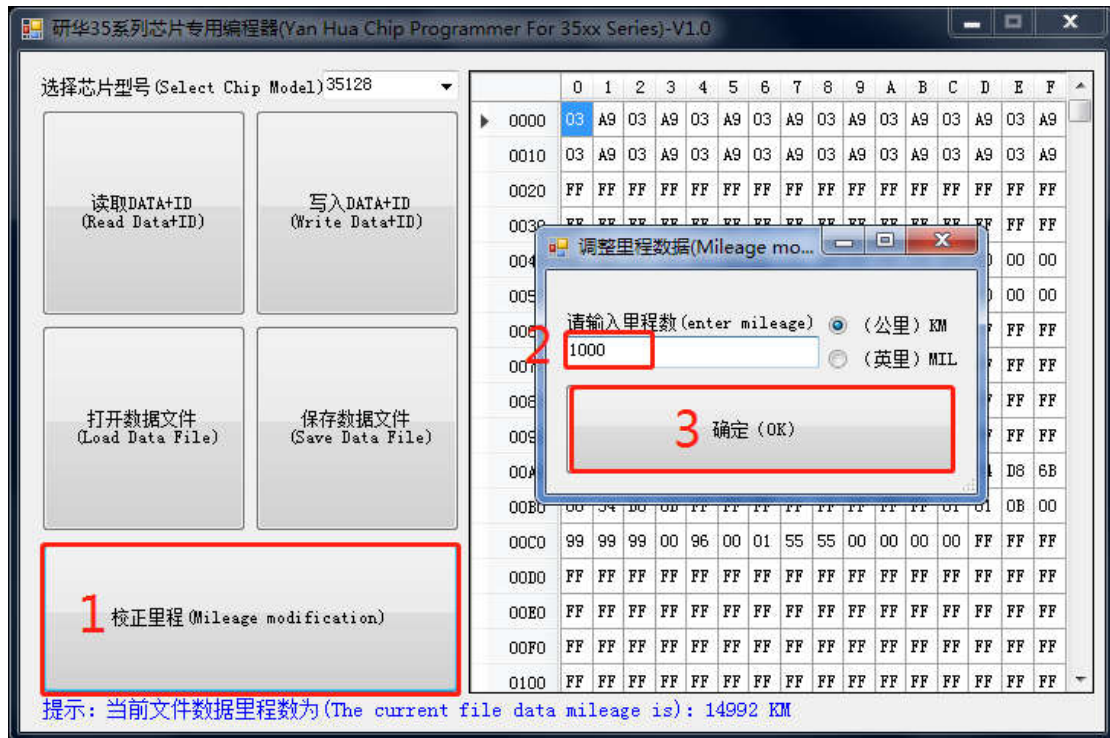 研华35系列芯片专用编程器(Yan Hua Chip Programmer For 35xx Series)-V1.0
选择芯片型号(Select Chip Model) 35128
读取DATA+ID
(Read Data+ID)
写入DATA+ID
(Write Data+ID)
打开数据文件
(Load Data File)
保存数据文件
(Save Data File)
1 校正里程(Mileage modification)
0 1 2 3 4 5 6 7 8 9 A B C D E F
0000 03 A9 03 A9 03 A9 03 A9 03 A9 03 A9 03 A9 03 A9
0010 03 A9 03 A9 03 A9 03 A9 03 A9 03 A9 03 A9 03 A9
0020 FF FF FF FF FF FF FF FF FF FF FF FF FF FF FF FF
00 00
00 00
FF FF
FF FF
FF FF
FF FF
D8 6B
0B 00
00C0 99 99 99 00 96 00 01 55 55 00 00 00 00 FF FF FF
00D0 FF FF FF FF FF FF FF FF FF FF FF FF FF FF FF FF
00E0 FF FF FF FF FF FF FF FF FF FF FF FF FF FF FF FF
00F0 FF FF FF FF FF FF FF FF FF FF FF FF FF FF FF FF
0100 FF FF FF FF FF FF FF FF FF FF FF FF FF FF FF FF
调整里程数据(Mileage mo...
请输入里程数(enter mileage)
(公里) KM
2 1000
(英里) MIL
3 确定 (OK)
提示: 当前文件数据里程数为(The current file data mileage is): 14992 KM